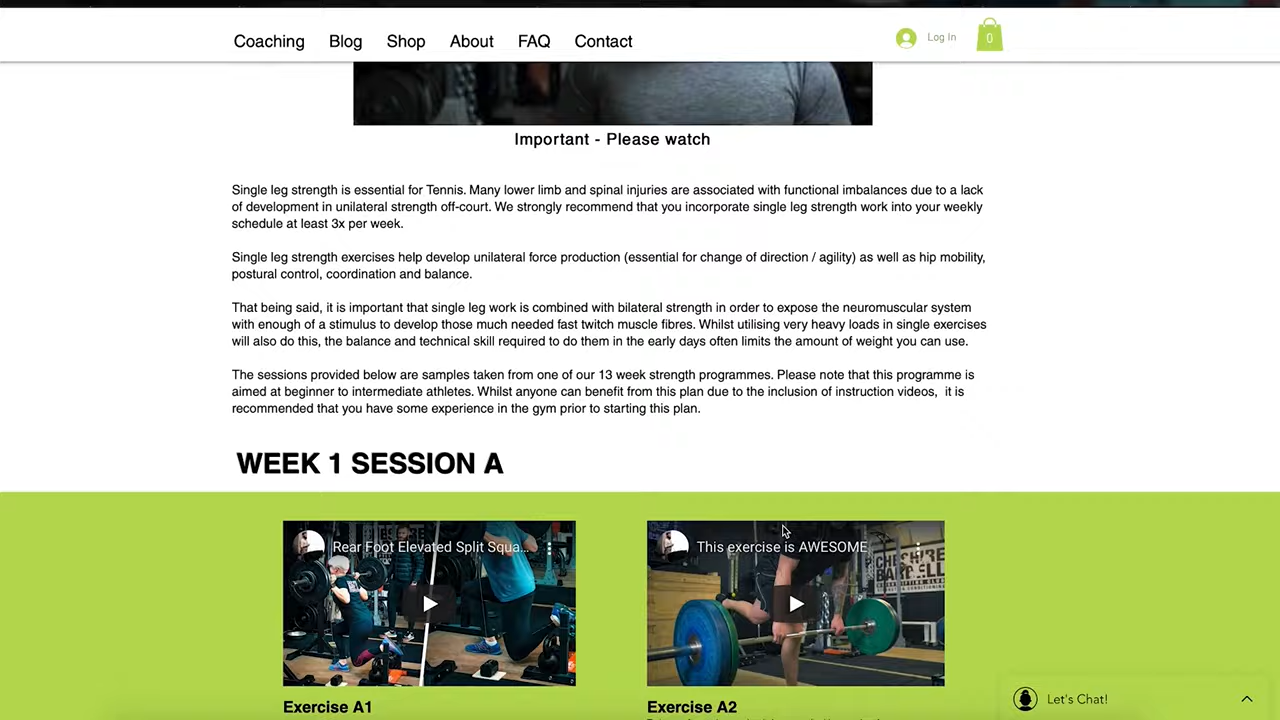 Coaching Blog Shop About FAQ Contact
Log In
0
Important - Please watch
Single leg strength is essential for Tennis. Many lower limb and spinal injuries are associated with functional imbalances due to a lack
of development in unilateral strength off-court. We strongly recommend that you incorporate single leg strength work into your weekly
schedule at least 3x per week.
Single leg strength exercises help develop unilateral force production (essential for change of direction / agility) as well as hip mobility,
postural control, coordination and balance.
That being said, it is important that single leg work is combined with bilateral strength in order to expose the neuromuscular system
with enough of a stimulus to develop those much needed fast twitch muscle fibres. Whilst utilising very heavy loads in single exercises
will also do this, the balance and technical skill required to do them in the early days often limits the amount of weight you can use.
The sessions provided below are samples taken from one of our 13 week strength programmes. Please note that this programme is
aimed at beginner to intermediate athletes. Whilst anyone can benefit from this plan due to the inclusion of instruction videos, it is
recommended that you have some experience in the gym prior to starting this plan.
WEEK 1 SESSION A
Rear Foot Elevated Split Squa...
This exercise is AWESOME
CHESHIRE
BARBELL
Exercise A1
Exercise A2
Let's Chat!